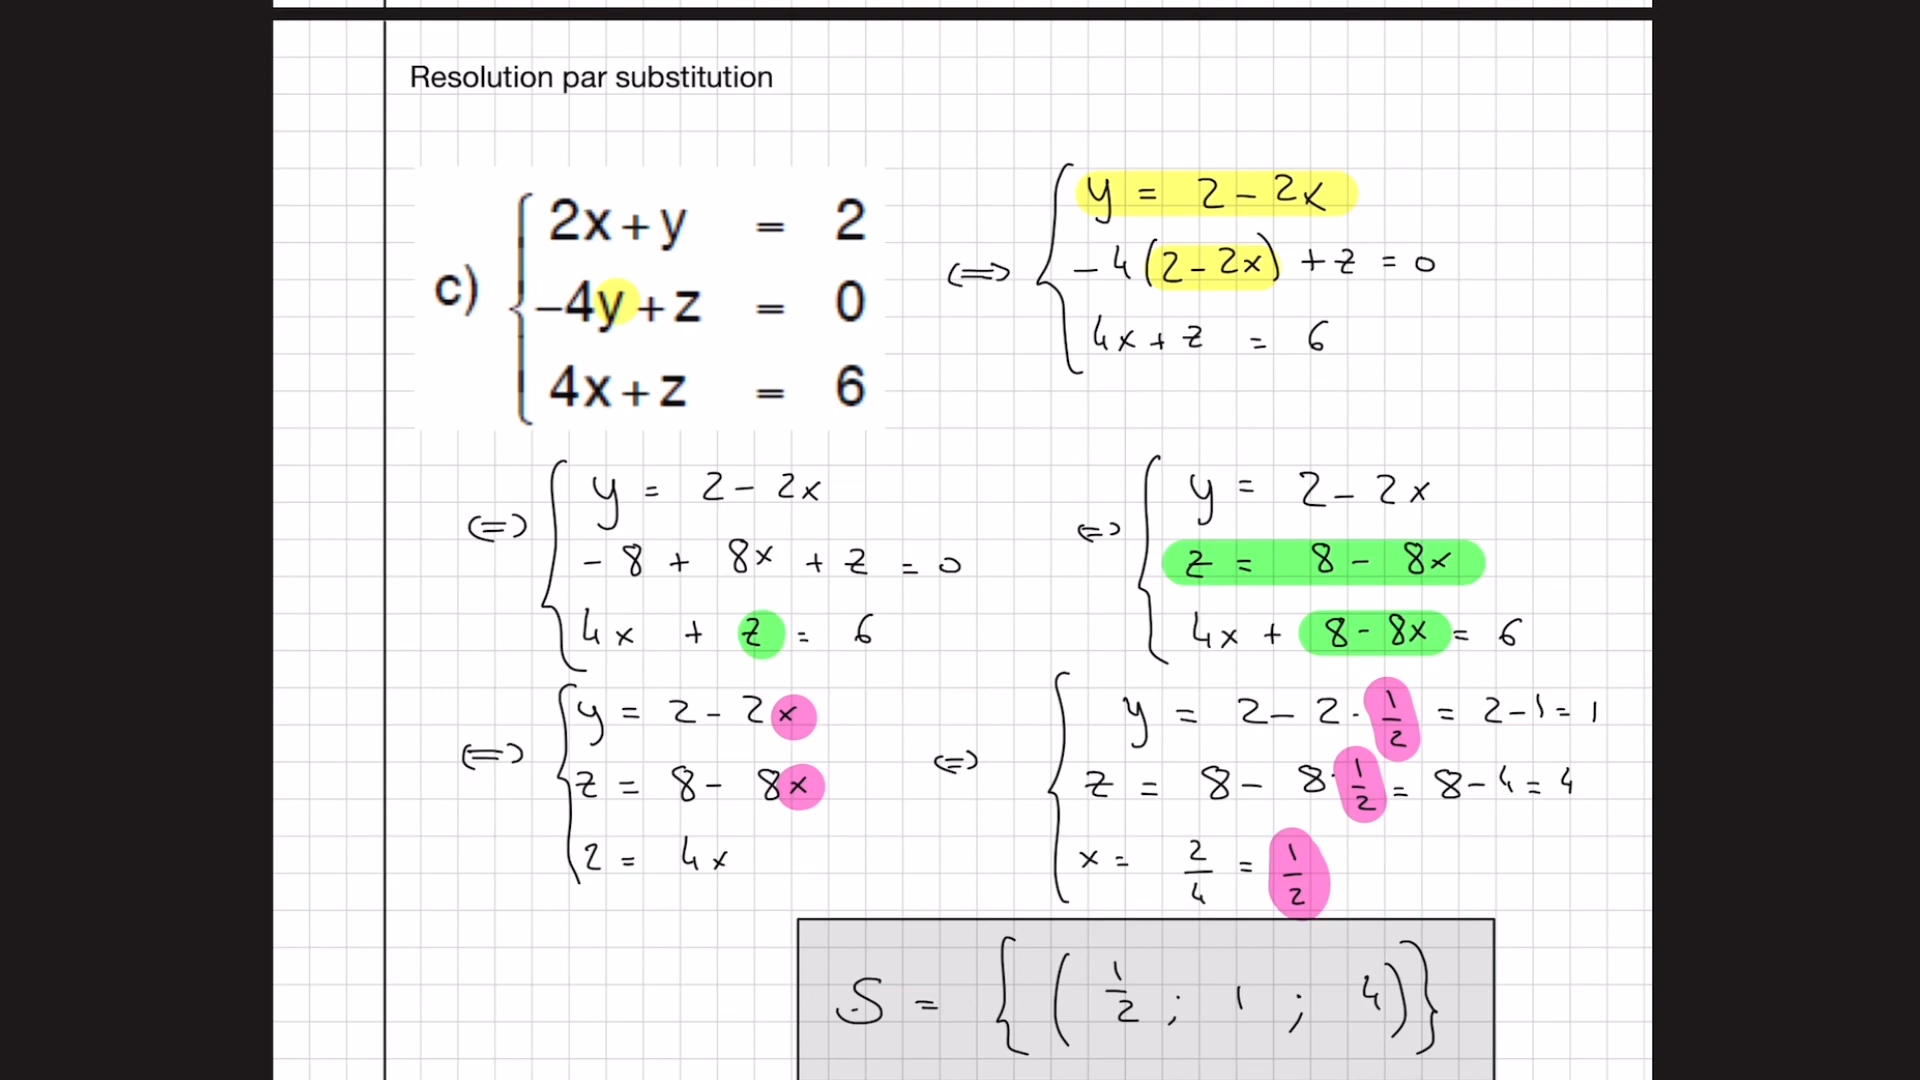 Resolution par substitution
c) { 2x+y = 2
−4y+z = 0
4x+z = 6
⟺ { y = 2 - 2x
-4(2 - 2x) + z = 0
4x + z = 6
⟺ { y = 2 - 2x
- 8 + 8x + z = 0
4x + z = 6
⟺ { y = 2 - 2x
z = 8 - 8x
4x + 8 - 8x = 6
⟺ { y = 2 - 2x
z = 8 - 8x
2 = 4x
⟺ { y = 2 - 2 · 1/2 = 2 - 1 = 1
z = 8 - 8 · 1/2 = 8 - 4 = 4
x = 2/4 = 1/2
S = { ( 1/2 ; 1 ; 4 ) }